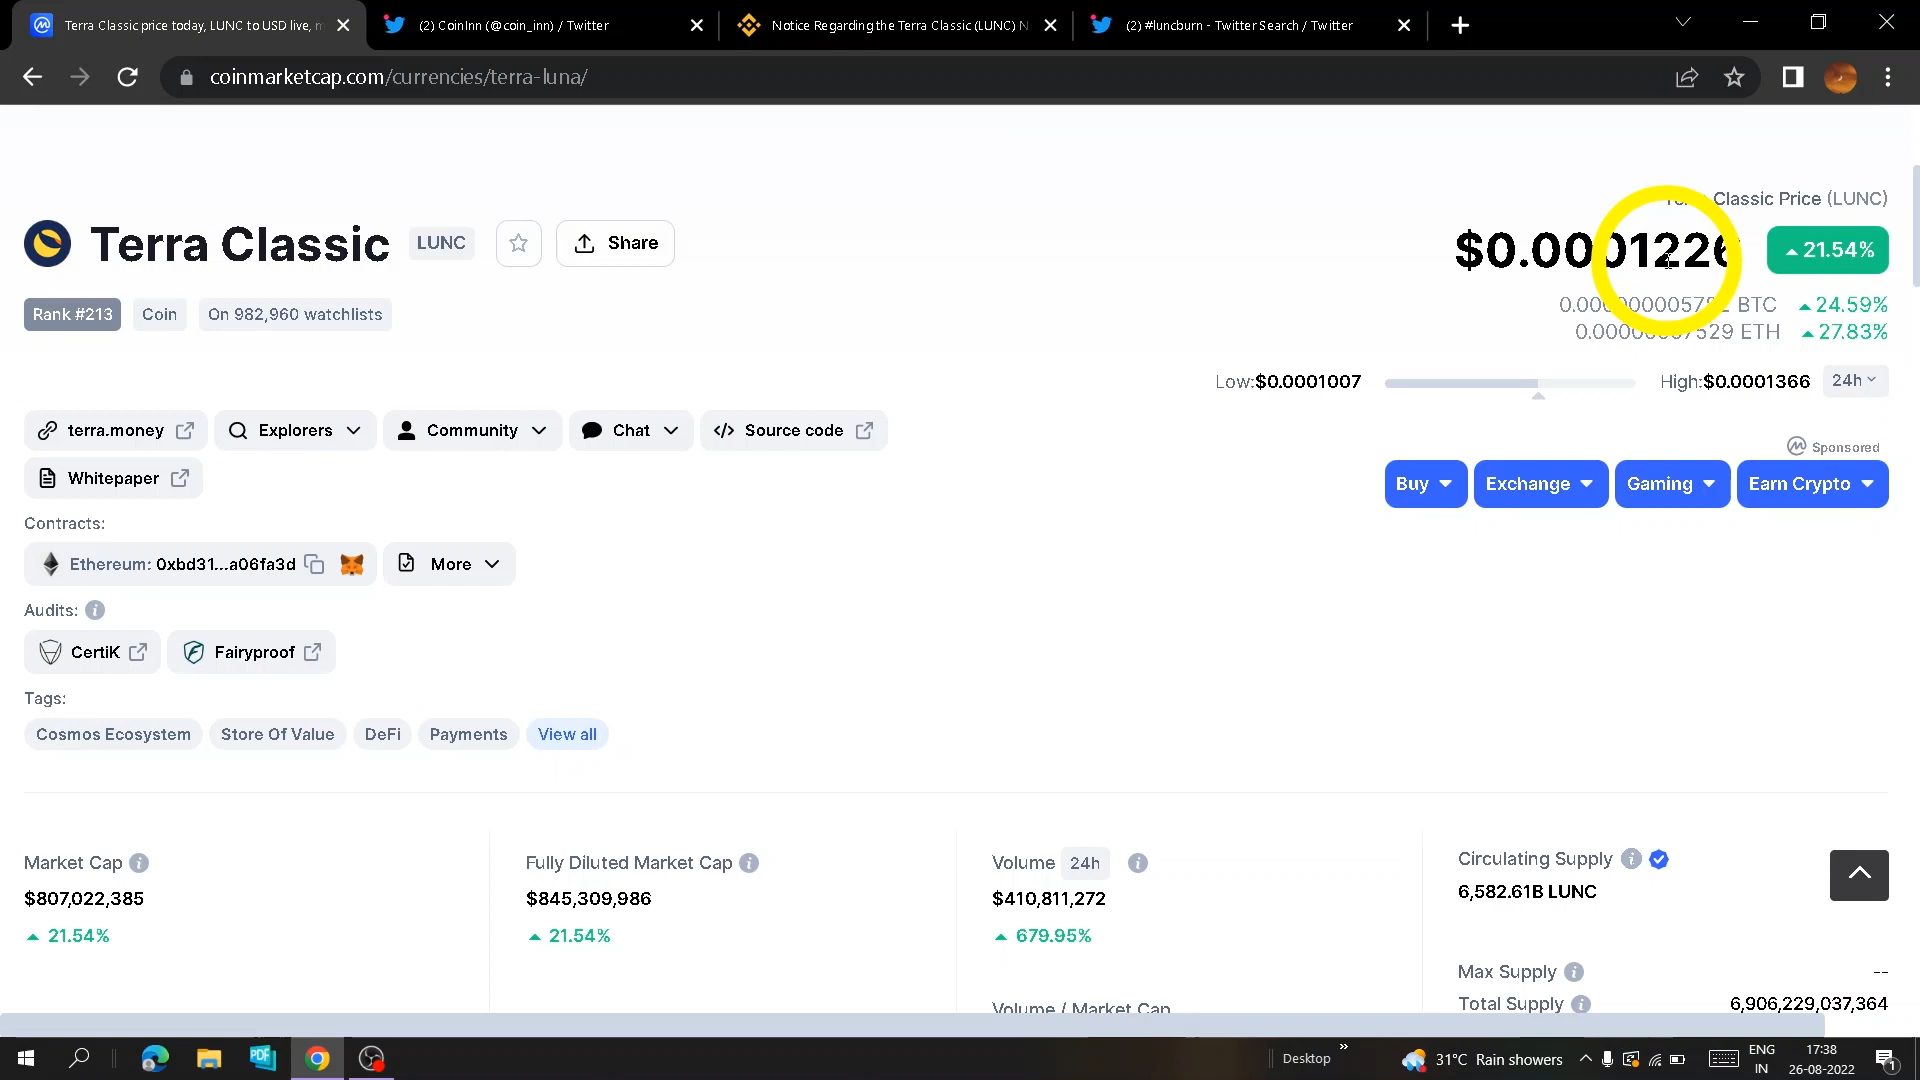 Terra Classic price today, LUNC to USD live, m
(2) CoinInn (@coin_inn) / Twitter
Notice Regarding the Terra Classic (LUNC) N
(2) #luncburn - Twitter Search / Twitter
coinmarketcap.com/currencies/terra-luna/
Classic Price (LUNC)
Terra Classic LUNC Share
$0.0001226 21.54%
Rank #213 Coin On 982,960 watchlists
BTC 24.59%
ETH 27.83%
Low:$0.0001007 High:$0.0001366 24h
terra.money Explorers Community Chat Source code
Sponsored
Whitepaper
Buy Exchange Gaming Earn Crypto
Contracts:
Ethereum: 0xbd31...a06fa3d More
Audits:
CertiK Fairyproof
Tags:
Cosmos Ecosystem Store Of Value DeFi Payments View all
Market Cap
$807,022,385
21.54%
Fully Diluted Market Cap
$845,309,986
21.54%
Volume 24h
$410,811,272
679.95%
Volume / Market Cap
Circulating Supply
6,582.61B LUNC
Max Supply --
Total Supply 6,906,229,037,364
PDF
Desktop
31°C Rain showers
ENG
IN
17:38
26-08-2022
1